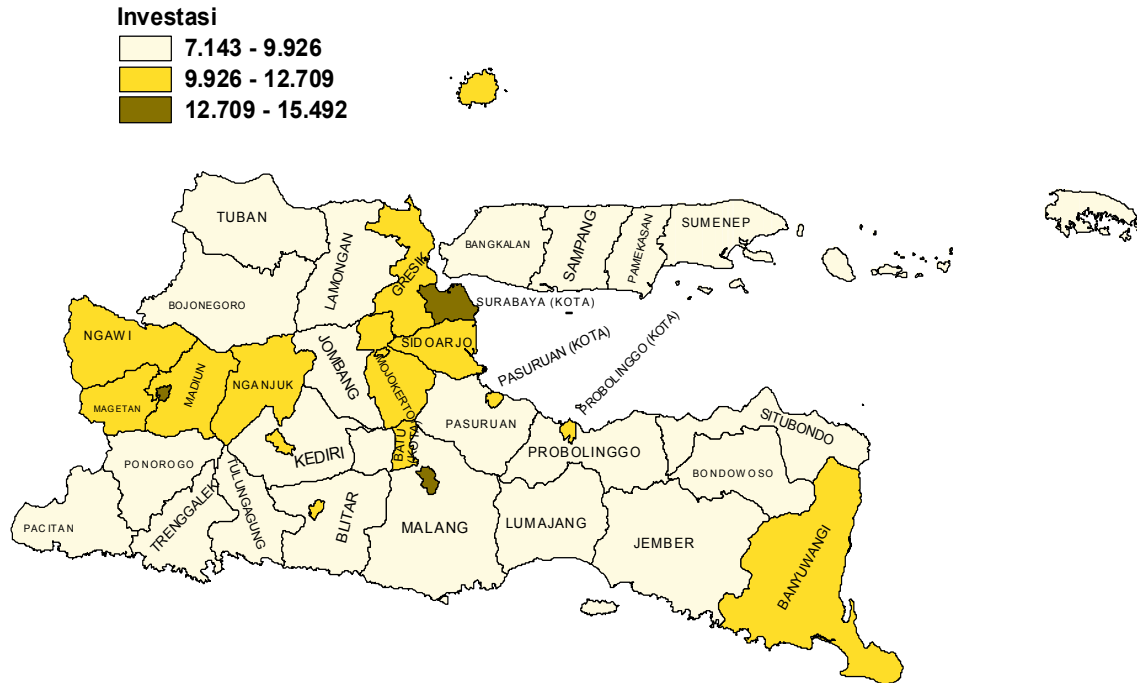 Investasi
7.143 - 9.926
9.926 - 12.709
12.709 - 15.492
TUBAN
LAMONGAN
GRESIK
BANGKALAN
SAMPANG
PAMEKASAN
SUMENEP
BOJONEGORO
SURABAYA (KOTA)
NGAWI
JOMBANG
SIDOARJO
PASURUAN (KOTA)
PROBOLINGGO (KOTA)
MAGETAN
MADIUN
NGANJUK
MOJOKERTO
PASURUAN
SITUBONDO
BATU
(KOTA)
PONOROGO
KEDIRI
PROBOLINGGO
BONDOWOSO
PACITAN
TRENGGALEK
TULUNGAGUNG
BLITAR
MALANG
LUMAJANG
JEMBER
BANYUWANGI